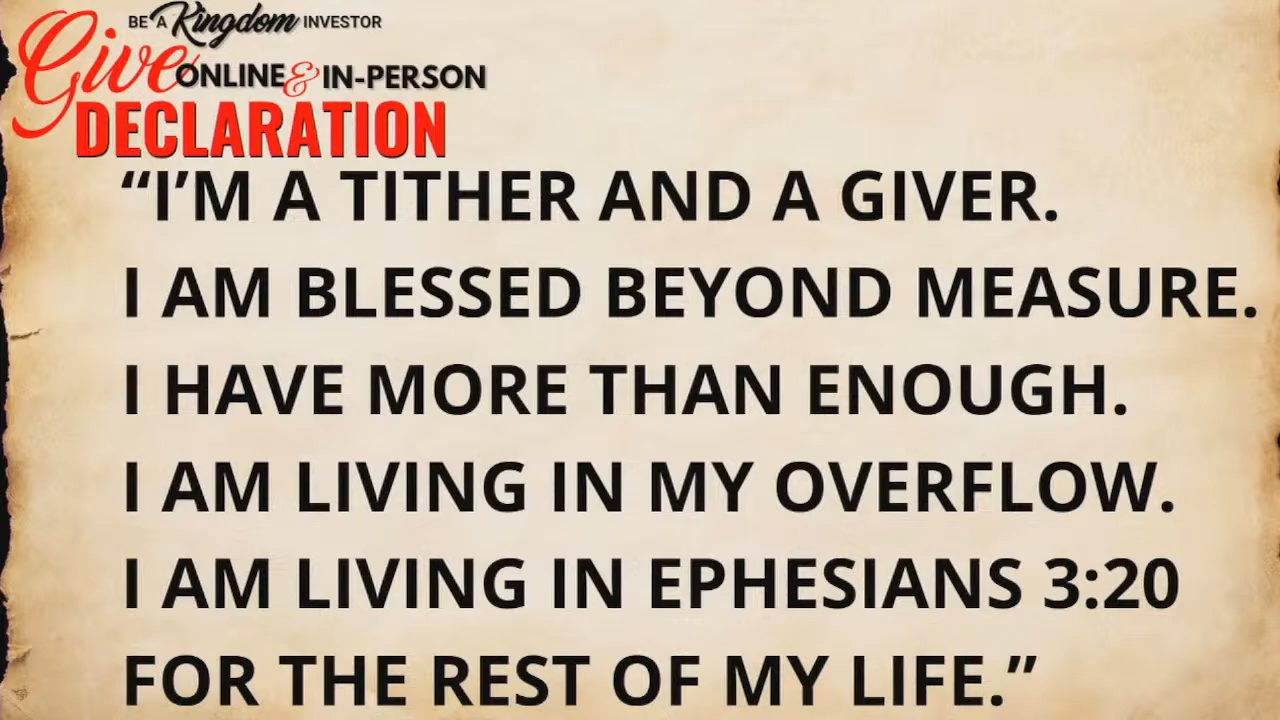 BE A Kingdom INVESTOR
Give ONLINE & IN-PERSON
DECLARATION
“I’M A TITHER AND A GIVER.
I AM BLESSED BEYOND MEASURE.
I HAVE MORE THAN ENOUGH.
I AM LIVING IN MY OVERFLOW.
I AM LIVING IN EPHESIANS 3:20
FOR THE REST OF MY LIFE.”